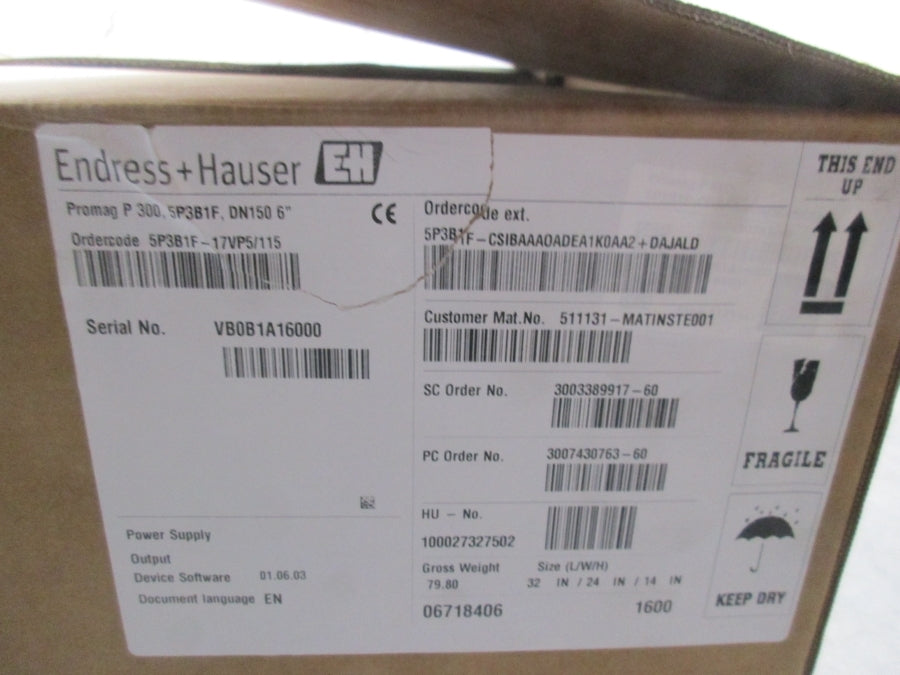 Endress+Hauser EH
Promag P 300, 5P3B1F, DN150 6"
CE
Ordercode 5P3B1F-17VP5/115
Serial No. VB0B1A16000
Power Supply
Output
Device Software 01.06.03
Document language EN
Ordercode ext.
5P3B1F-CSIBAAAOADEA1K0AA2+DAJALD
Customer Mat.No. 511131-MATINSTE001
SC Order No. 3003389917-60
PC Order No. 3007430763-60
HU - No.
100027327502
Gross Weight Size (L/W/H)
79.80 32 IN / 24 IN / 14 IN
06718406 1600
THIS END
UP
FRAGILE
KEEP DRY